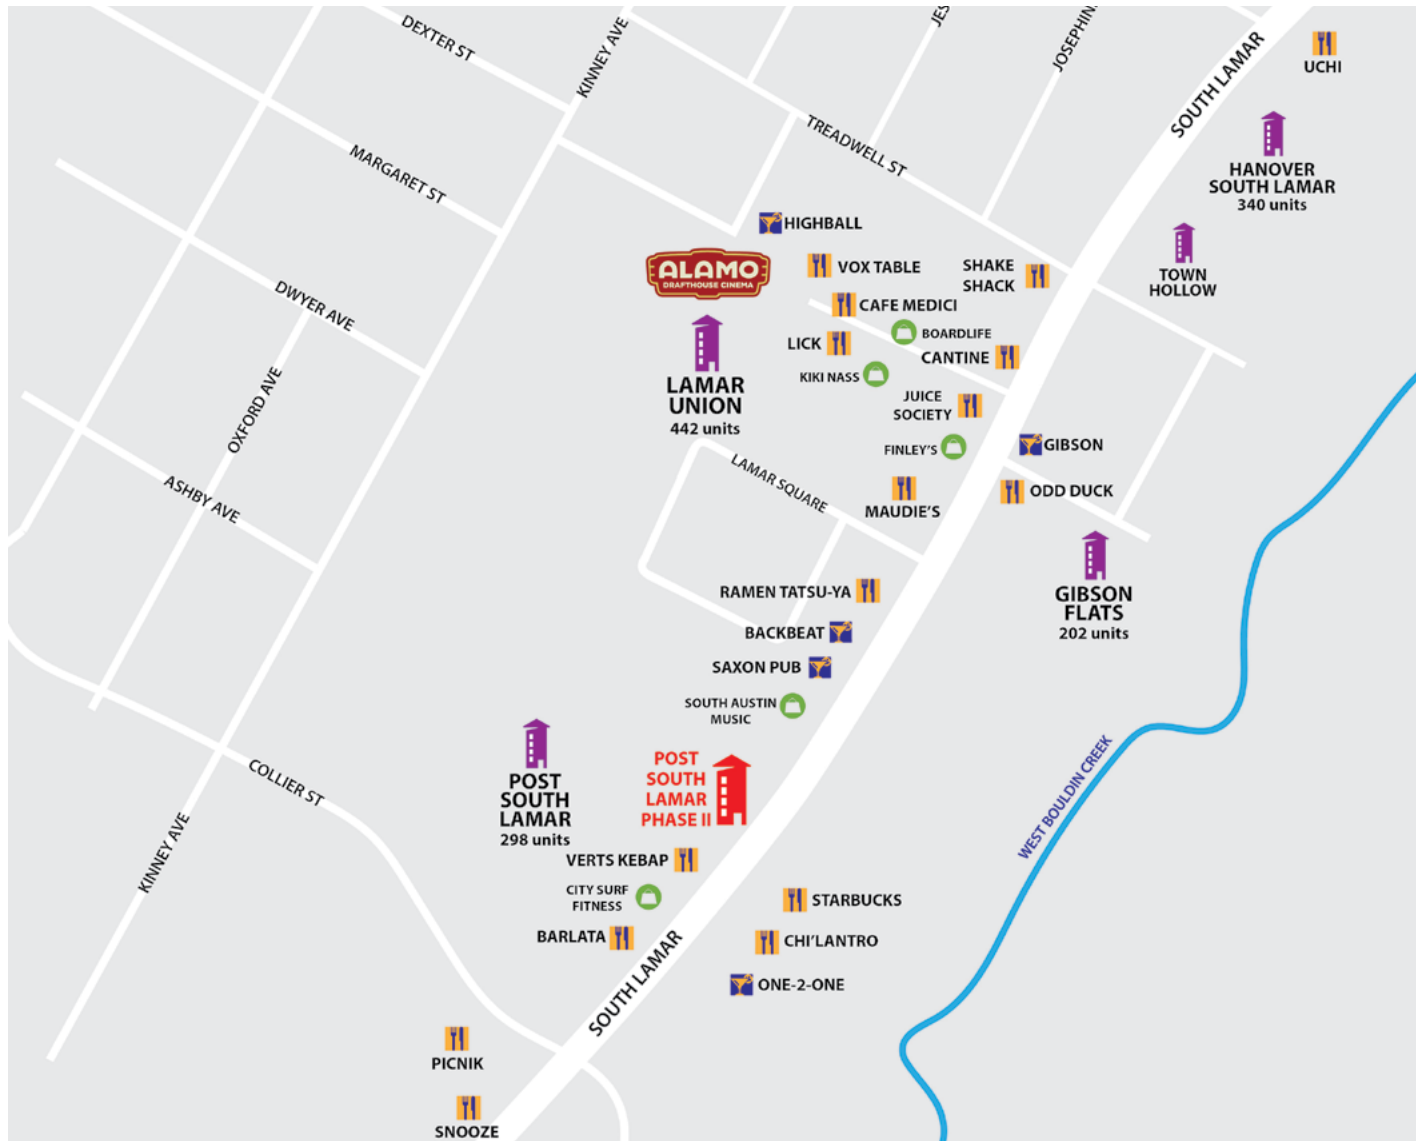 DEXTER ST
KINNEY AVE
JES
JOSEPHIN
SOUTH LAMAR
UCHI
MARGARET ST
TREADWELL ST
HANOVER
SOUTH LAMAR
340 units
HIGHBALL
ALAMO
DRAFTHOUSE CINEMA
VOX TABLE
SHAKE
SHACK
TOWN
HOLLOW
DWYER AVE
CAFE MEDICI
BOARDLIFE
LICK
CANTINE
KIKI NASS
LAMAR
UNION
442 units
OXFORD AVE
JUICE
SOCIETY
FINLEY'S
GIBSON
LAMAR SQUARE
ASHBY AVE
MAUDIE'S
ODD DUCK
RAMEN TATSU-YA
GIBSON
FLATS
202 units
BACKBEAT
SAXON PUB
SOUTH AUSTIN
MUSIC
COLLIER ST
POST
SOUTH
LAMAR
298 units
POST
SOUTH
LAMAR
PHASE II
WEST BOULDIN CREEK
KINNEY AVE
VERTS KEBAP
CITY SURF
FITNESS
STARBUCKS
BARLATA
CHI'LANTRO
SOUTH LAMAR
ONE-2-ONE
PICNIK
SNOOZE